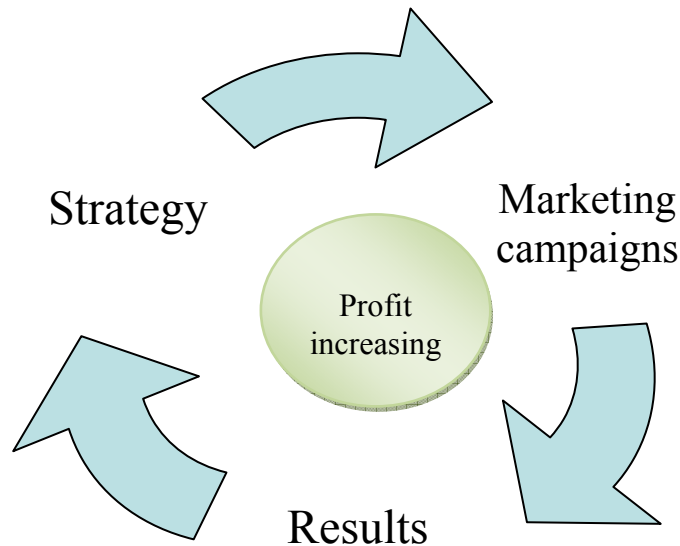 Strategy
Marketing
campaigns
Profit
increasing
Results